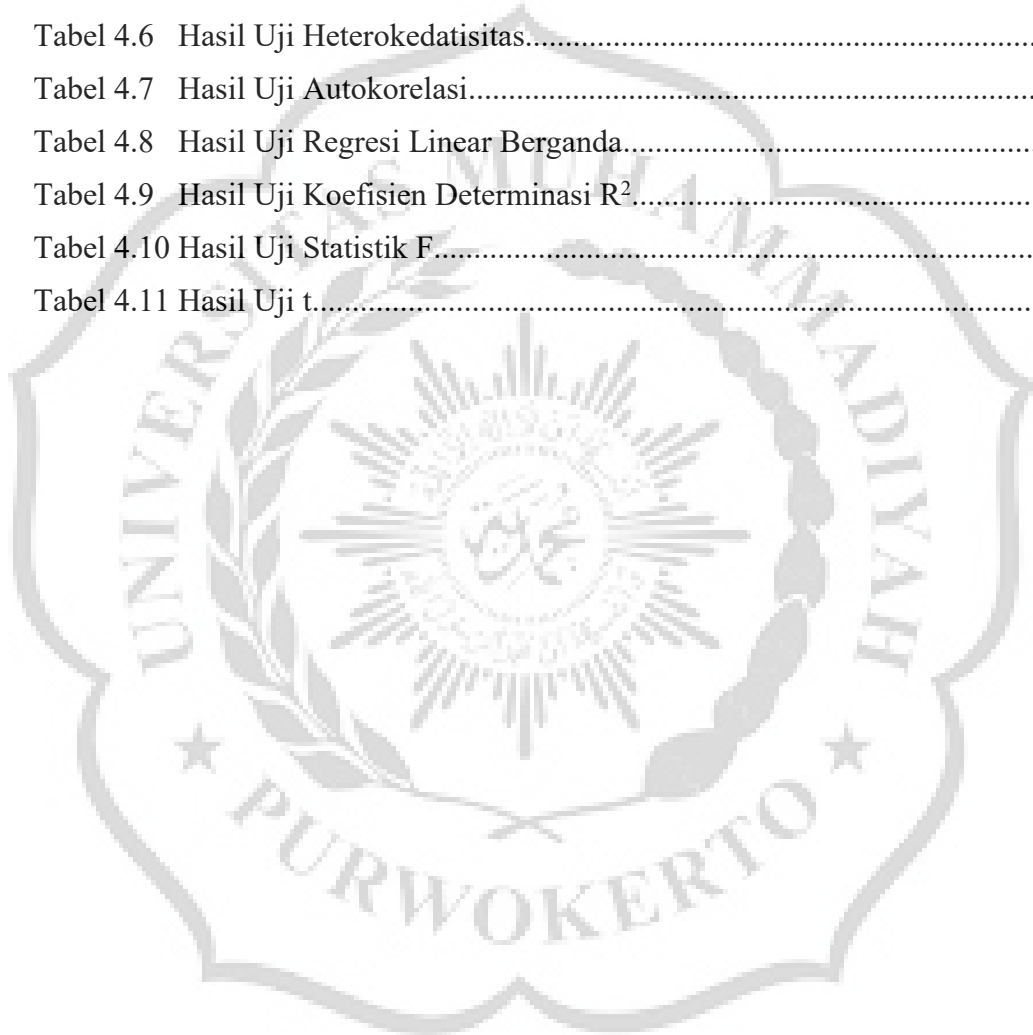 Tabel 4.6 Hasil Uji Heterokedatisitas........................................................................
Tabel 4.7 Hasil Uji Autokorelasi........................................................................
Tabel 4.8 Hasil Uji Regresi Linear Berganda........................................................................
Tabel 4.9 Hasil Uji Koefisien Determinasi R²........................................................................
Tabel 4.10 Hasil Uji Statistik F........................................................................
Tabel 4.11 Hasil Uji t........................................................................
UNIVERSITAS MUHAMMADIYAH
★ PURWOKERTO ★